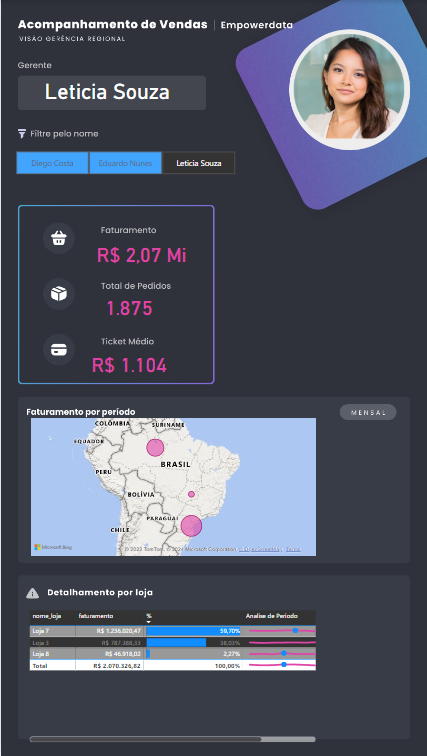 Acompanhamento de Vendas | Empowerdata
VISÃO GERÊNCIA REGIONAL
Gerente
Leticia Souza
Filtre pelo nome
Diego Costa Eduardo Nunes Leticia Souza
Faturamento
R$ 2,07 Mi
Total de Pedidos
1.875
Ticket Médio
R$ 1.104
Faturamento por período
MENSAL
COLÔMBIA SURINAME
EQUADOR
BRASIL
PERU
BOLÍVIA
PARAGUAI
CHILE
Microsoft Bing
© 2023 TomTom, © 2024 Microsoft Corporation, © OpenStreetMap Terms
Detalhamento por loja
nome_loja faturamento % Analise de Periodo
Loja 7 R$ 1.236.020,47 59,70%
Loja 3 R$ 787.388,33 38,03%
Loja 8 R$ 46.918,02 2,27%
Total R$ 2.070.326,82 100,00%